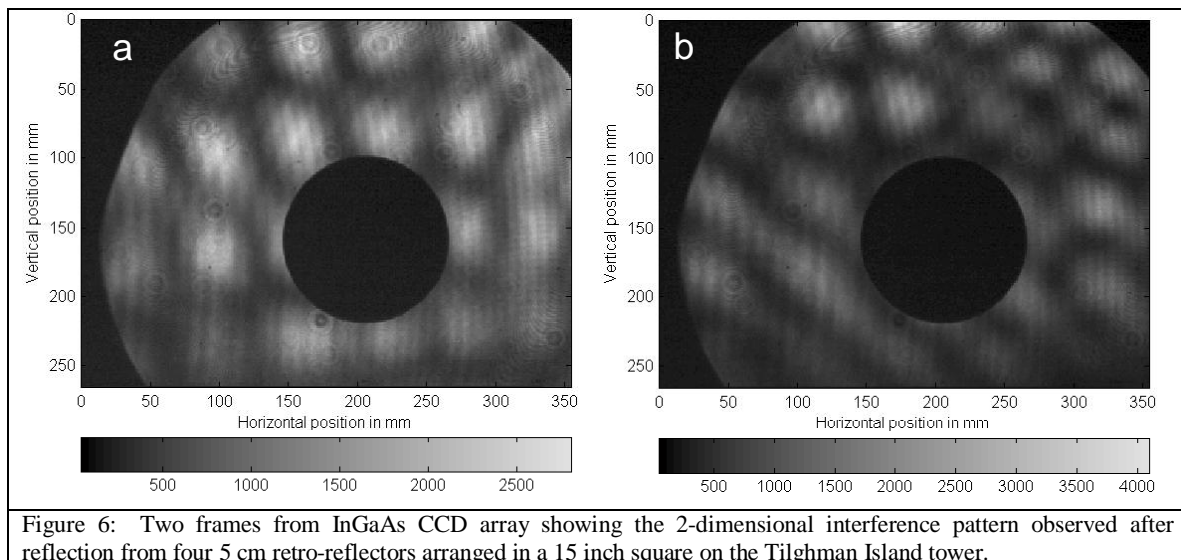 a
0
50
100
150
200
250
Vertical position in mm
0 50 100 150 200 250 300 350
Horizontal position in mm
500 1000 1500 2000 2500
b
0
50
100
150
200
250
Vertical position in mm
0 50 100 150 200 250 300 350
Horizontal position in mm
500 1000 1500 2000 2500 3000 3500 4000
Figure 6: Two frames from InGaAs CCD array showing the 2-dimensional interference pattern observed after
reflection from four 5 cm retro-reflectors arranged in a 15 inch square on the Tilghman Island tower.